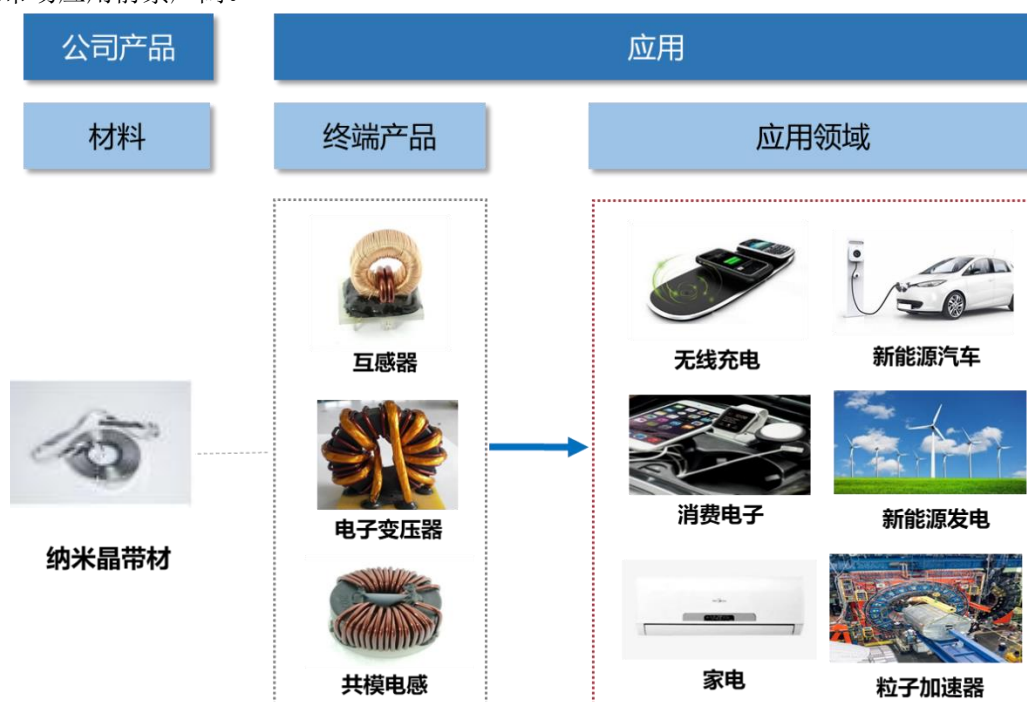 公司产品 应用
材料 终端产品 应用领域
互感器 无线充电 新能源汽车
纳米晶带材 电子变压器 消费电子 新能源发电
共模电感 家电 粒子加速器